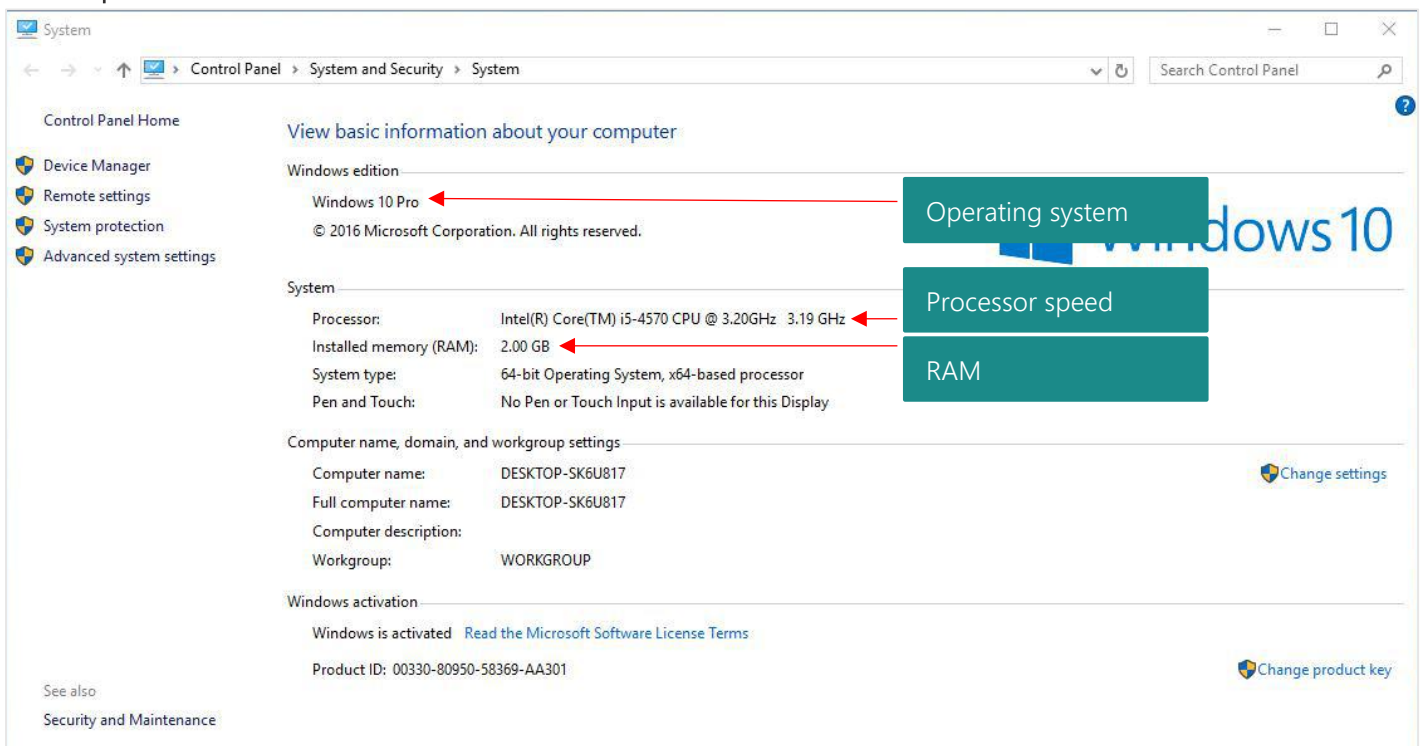 System
Control Panel > System and Security > System
Search Control Panel
Control Panel Home
Device Manager
Remote settings
System protection
Advanced system settings
See also
Security and Maintenance
?
View basic information about your computer
Windows edition
Windows 10 Pro
© 2016 Microsoft Corporation. All rights reserved.
Operating system
Windows 10
System
Processor: Intel(R) Core(TM) i5-4570 CPU @ 3.20GHz 3.19 GHz
Processor speed
Installed memory (RAM): 2.00 GB
RAM
System type: 64-bit Operating System, x64-based processor
Pen and Touch: No Pen or Touch Input is available for this Display
Computer name, domain, and workgroup settings
Computer name: DESKTOP-SK6U817
Change settings
Full computer name: DESKTOP-SK6U817
Computer description:
Workgroup: WORKGROUP
Windows activation
Windows is activated Read the Microsoft Software License Terms
Product ID: 00330-80950-58369-AA301
Change product key